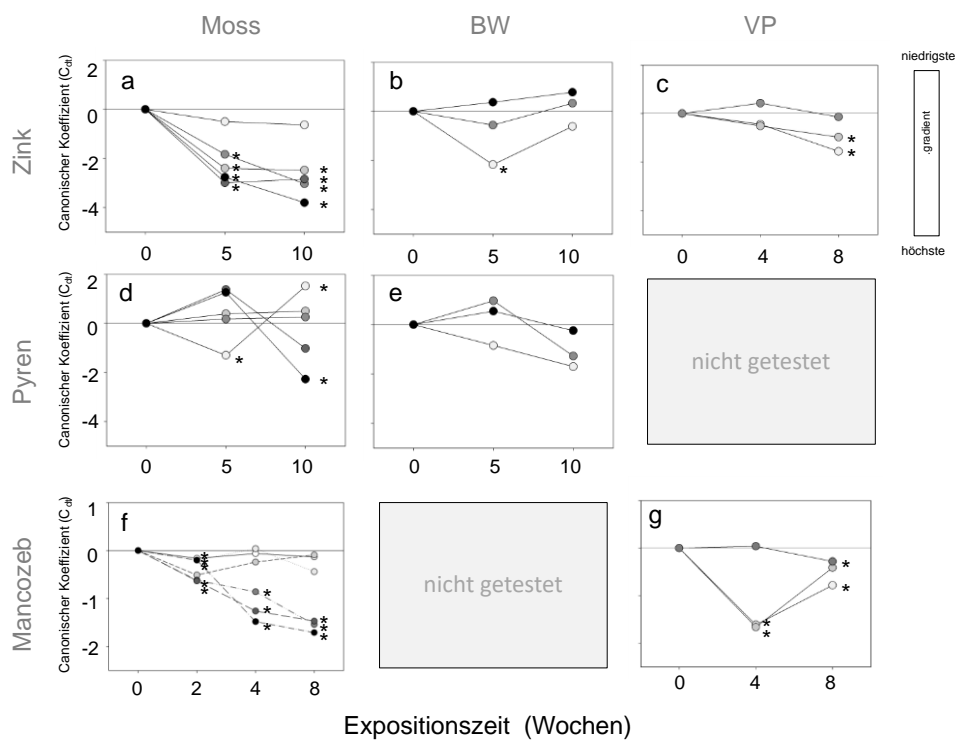 Moss BW VP
Zink
Canonischer Koeffizient (Cdt)
2
0
-2
-4
a
*
*
*
*
*
*
*
*
0 5 10
b
*
0 5 10
c
*
*
0 4 8
niedrigste
.gradient
höchste
Pyren
Canonischer Koeffizient (Cdt)
2
0
-2
-4
d
*
*
*
0 5 10
e
0 5 10
nicht getestet
Mancozeb
Canonischer Koeffizient (Cdt)
1
0
-1
-2
f
*
*
*
*
*
*
*
*
*
*
*
0 2 4 8
nicht getestet
g
*
*
*
*
0 4 8
Expositionszeit (Wochen)